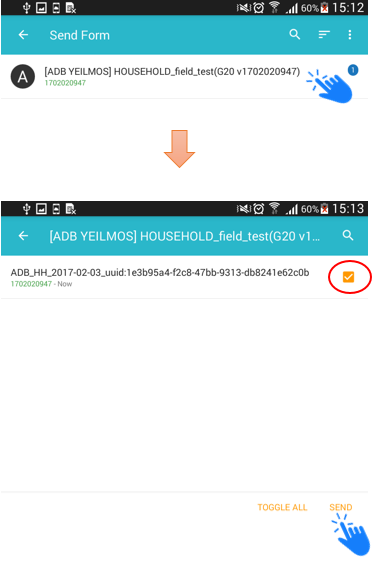 60% 15:12
Send Form
A
[ADB YEILMOS] HOUSEHOLD_field_test(G20 v1702020947)
1
1702020947
60% 15:13
[ADB YEILMOS] HOUSEHOLD_field_test(G20 v1...
ADB_HH_2017-02-03_uuid:1e3b95a4-f2c8-47bb-9313-db8241e62c0b
1702020947 - Now
TOGGLE ALL SEND